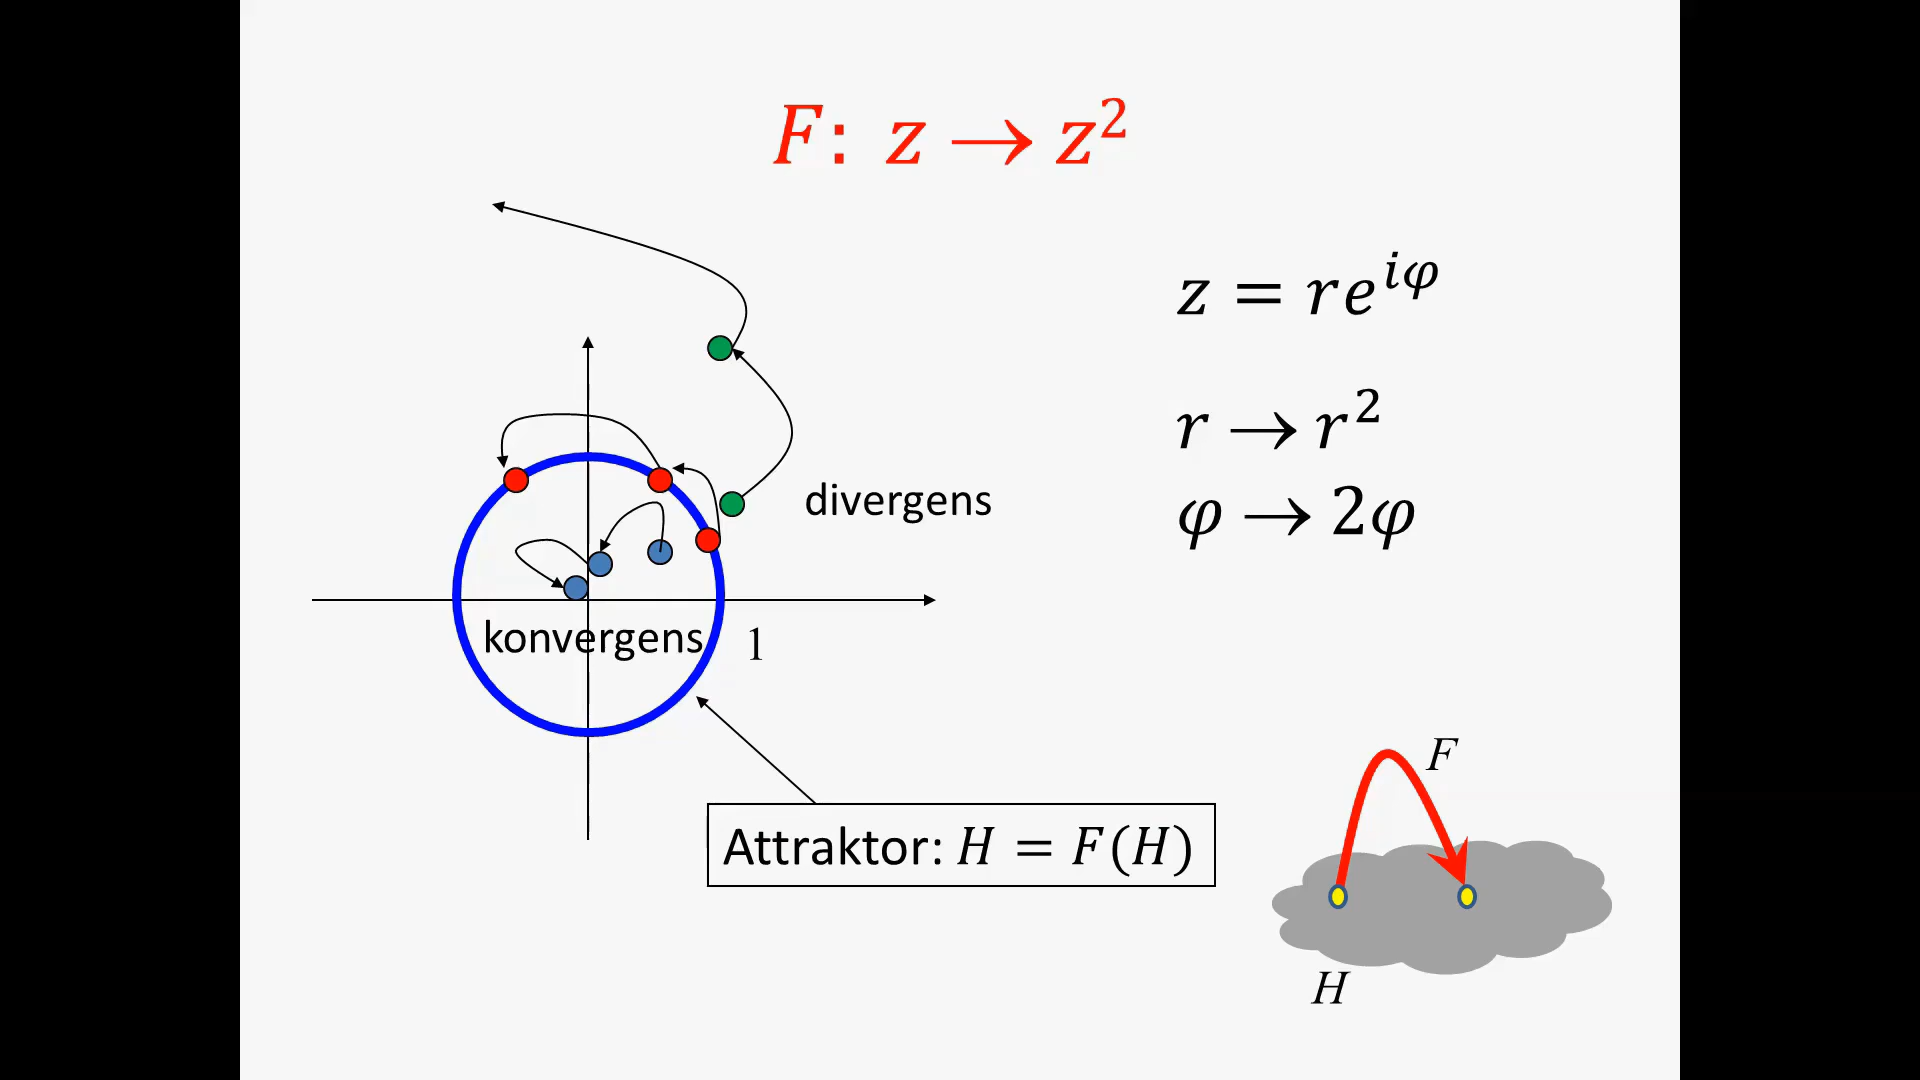 F: z → z²
z = re^{iφ}
r → r²
φ → 2φ
divergens
konvergens
1
Attraktor: H = F(H)
F
H